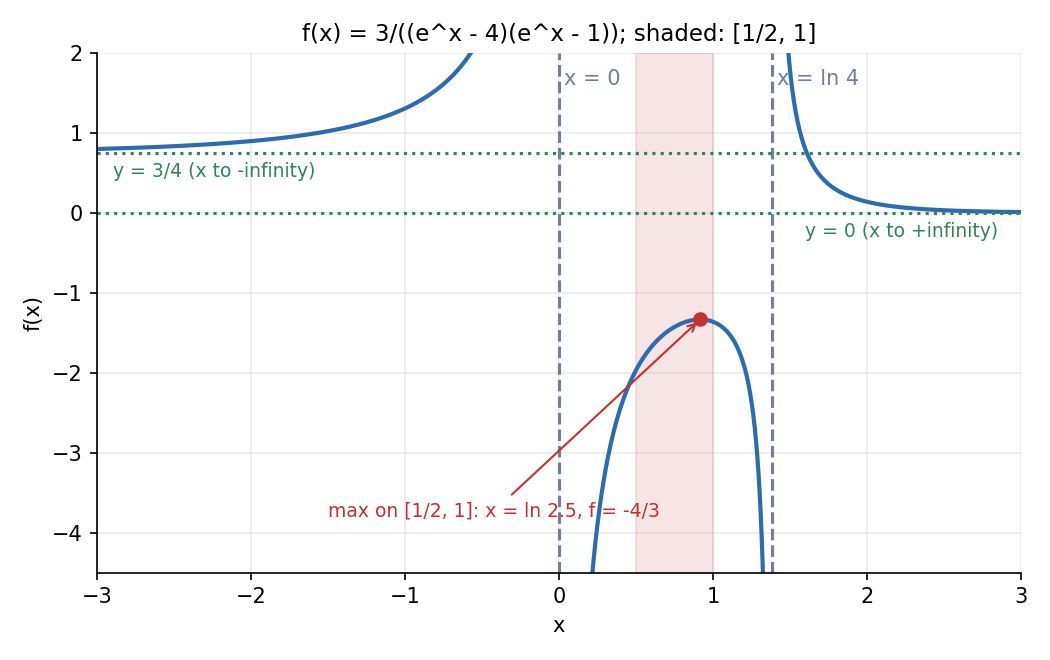 f(x) = 3/((e^x - 4)(e^x - 1)); shaded: [1/2, 1]
2
x = 0
x = ln 4
1
y = 3/4 (x to -infinity)
0
y = 0 (x to +infinity)
−1
f(x)
−2
−3
max on [1/2, 1]: x = ln 2.5, f = -4/3
−4
−3
−2
−1
0
1
2
3
x